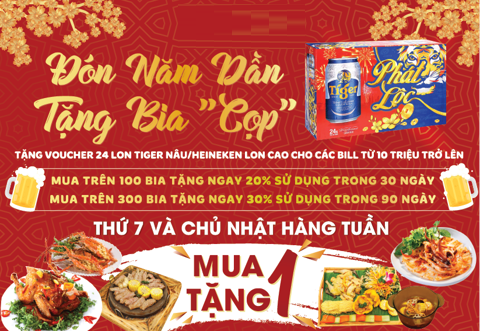 Đón Năm Dần
Tặng Bia "Cọp"
Tiger
Phát
Lộc
TẶNG VOUCHER 24 LON TIGER NÂU/HEINEKEN LON CAO CHO CÁC BILL TỪ 10 TRIỆU TRỞ LÊN
MUA TRÊN 100 BIA TẶNG NGAY 20% SỬ DỤNG TRONG 30 NGÀY
MUA TRÊN 300 BIA TẶNG NGAY 30% SỬ DỤNG TRONG 90 NGÀY
THỨ 7 VÀ CHỦ NHẬT HÀNG TUẦN
MUA 1
TẶNG 1